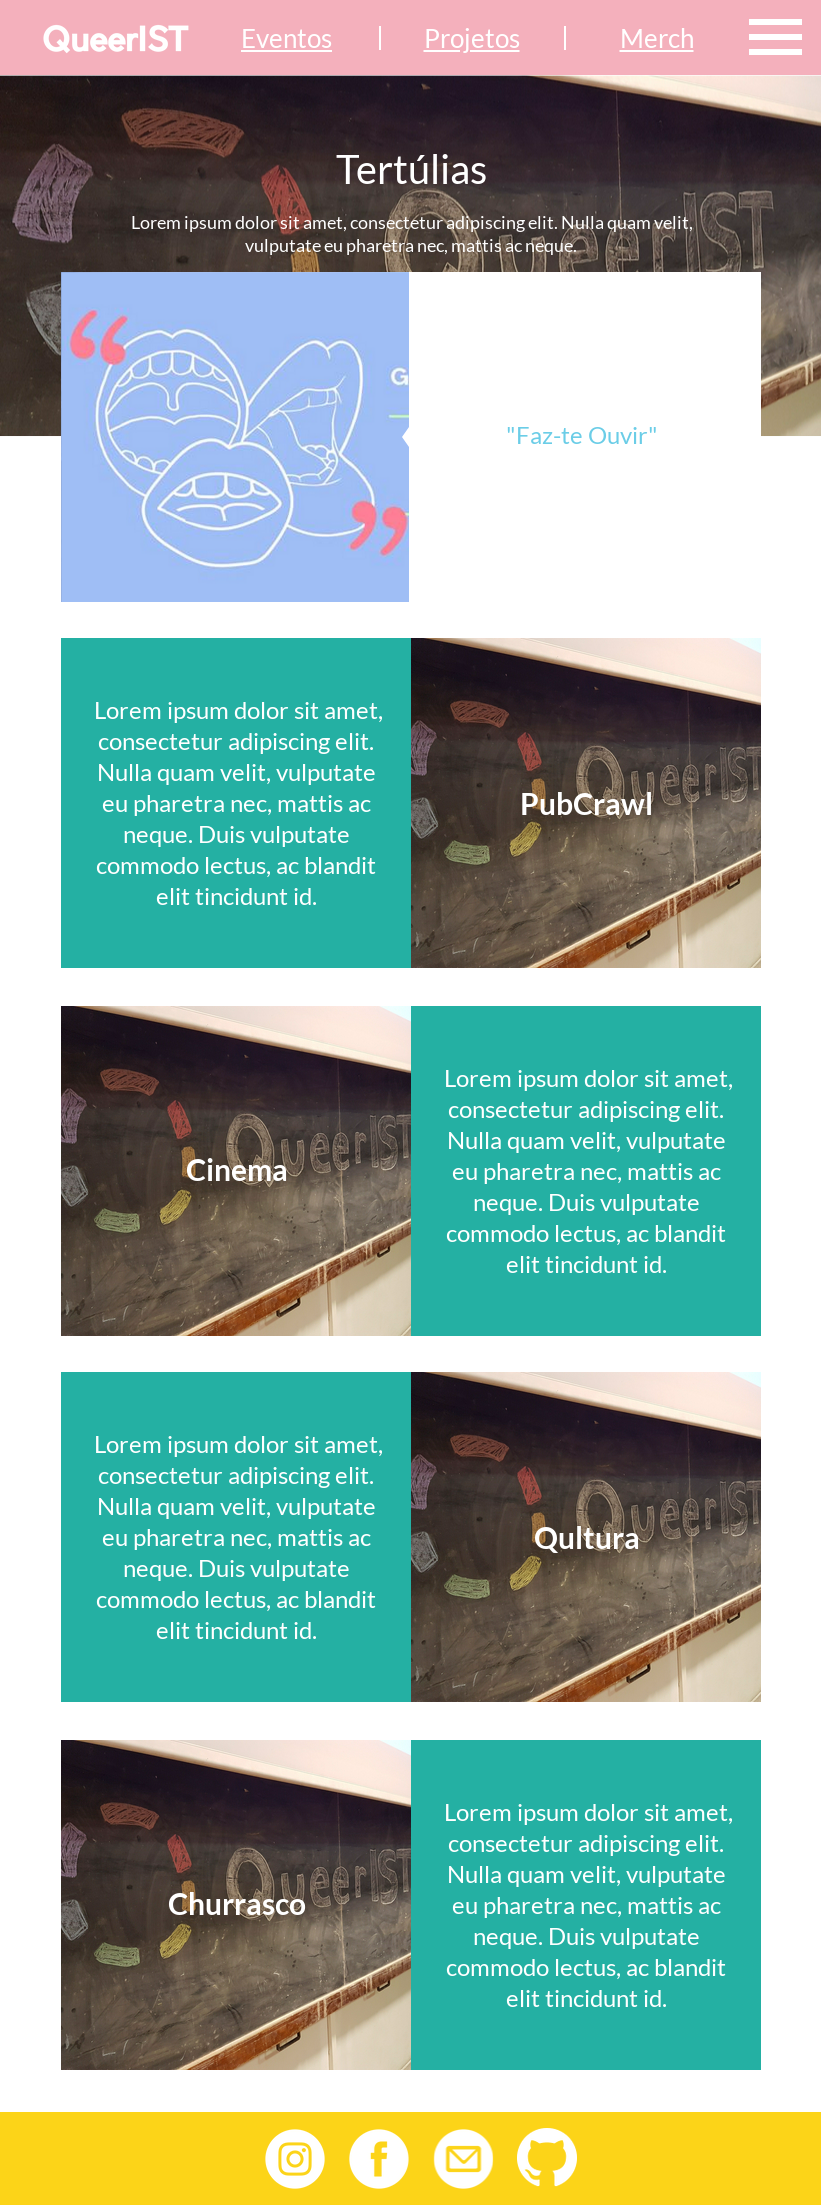 QueerIST Eventos | Projetos | Merch
Tertúlias
Lorem ipsum dolor sit amet, consectetur adipiscing elit. Nulla quam velit,
vulputate eu pharetra nec, mattis ac neque.
QueerIST
“
G
”
"Faz-te Ouvir"
Lorem ipsum dolor sit amet,
consectetur adipiscing elit.
Nulla quam velit, vulputate
eu pharetra nec, mattis ac
neque. Duis vulputate
commodo lectus, ac blandit
elit tincidunt id.
QueerIST
PubCrawl
QueerIST
Cinema
Lorem ipsum dolor sit amet,
consectetur adipiscing elit.
Nulla quam velit, vulputate
eu pharetra nec, mattis ac
neque. Duis vulputate
commodo lectus, ac blandit
elit tincidunt id.
Lorem ipsum dolor sit amet,
consectetur adipiscing elit.
Nulla quam velit, vulputate
eu pharetra nec, mattis ac
neque. Duis vulputate
commodo lectus, ac blandit
elit tincidunt id.
QueerIST
Qultura
QueerIST
Churrasco
Lorem ipsum dolor sit amet,
consectetur adipiscing elit.
Nulla quam velit, vulputate
eu pharetra nec, mattis ac
neque. Duis vulputate
commodo lectus, ac blandit
elit tincidunt id.